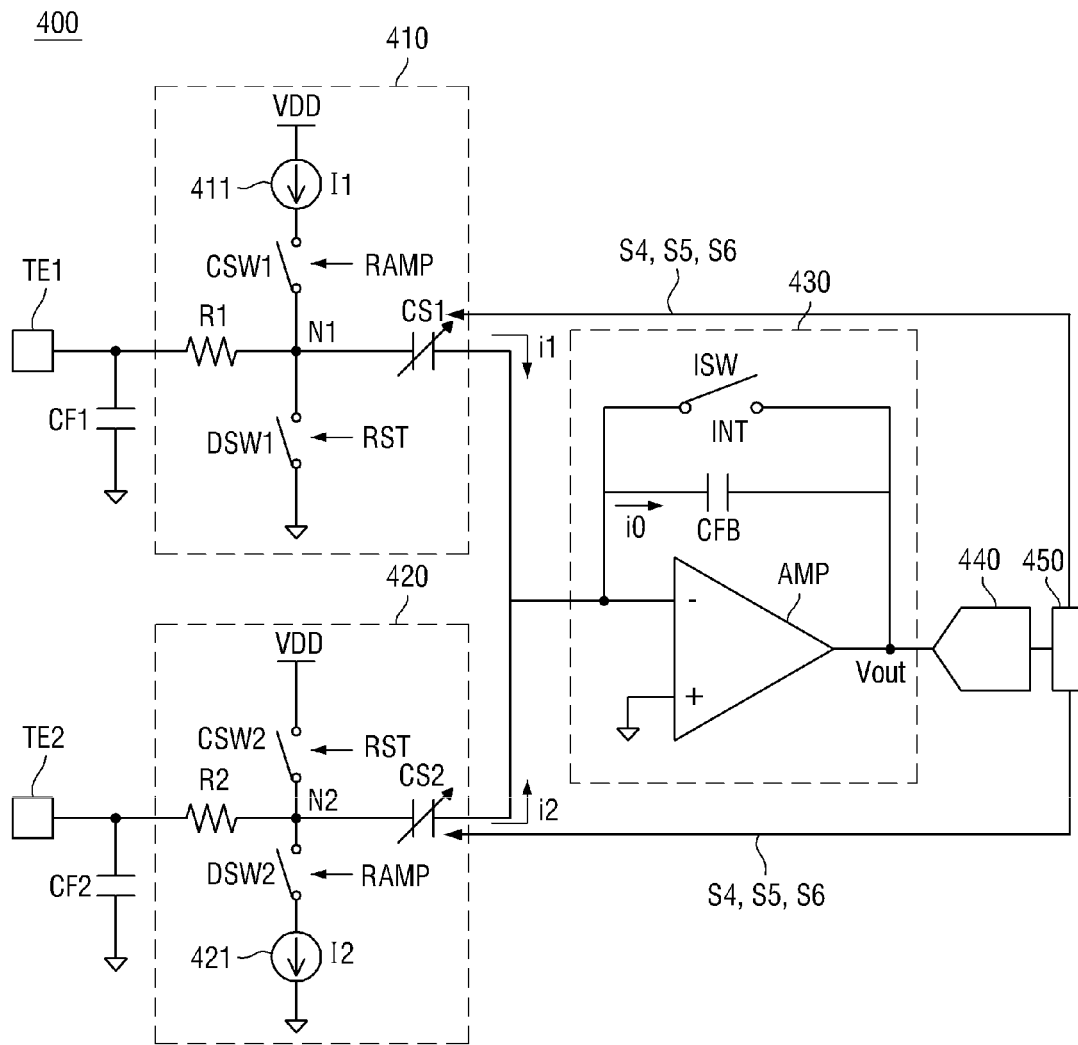 400
410
VDD
411
I1
CSW1
RAMP
TE1
R1
N1
CS1
i1
CF1
DSW1
RST
S4, S5, S6
430
ISW
INT
i0
CFB
AMP
-
+
Vout
440
450
420
VDD
CSW2
RST
TE2
R2
N2
CS2
i2
CF2
DSW2
RAMP
421
I2
S4, S5, S6